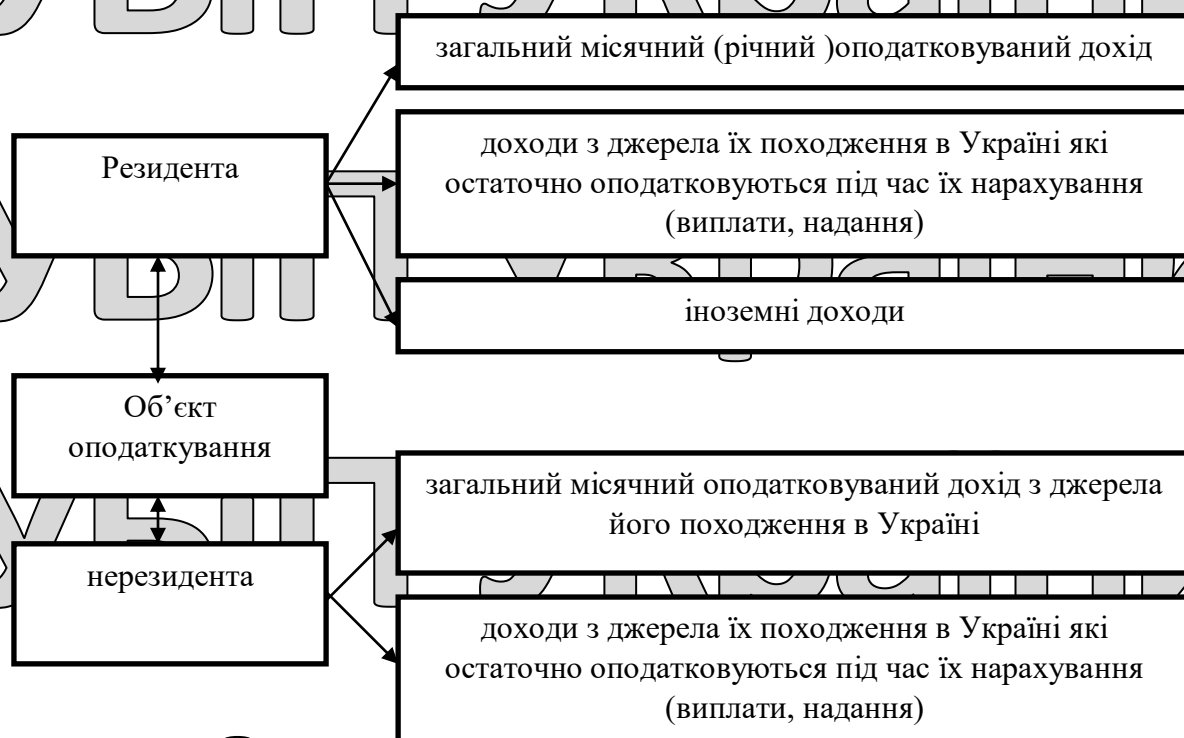 загальний місячний (річний )оподатковуваний дохід
Резидента
доходи з джерела їх походження в Україні які
остаточно оподатковуються під час їх нарахування
(виплати, надання)
іноземні доходи
Об’єкт
оподаткування
загальний місячний оподатковуваний дохід з джерела
його походження в Україні
нерезидента
доходи з джерела їх походження в Україні які
остаточно оподатковуються під час їх нарахування
(виплати, надання)